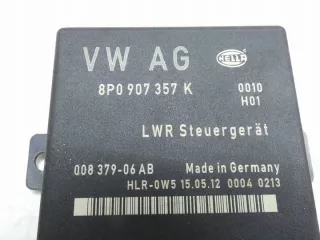 VW AG HELLA
8P0 907 357 K 0010
H01
LWR Steuergerät
008 379-06 AB Made in Germany
HLR-0W5 15.05.12 0004 0213